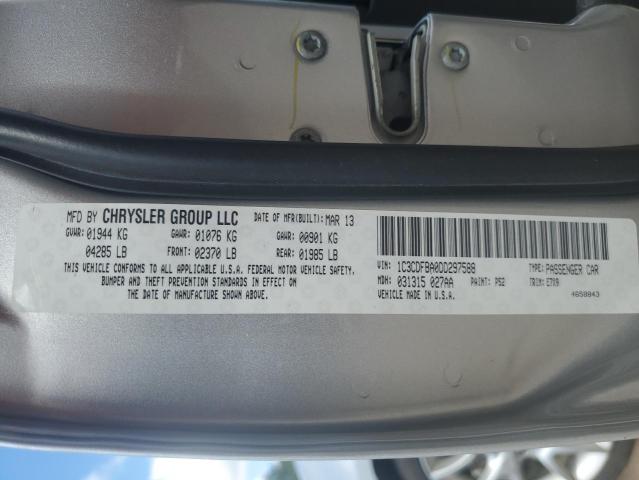 MFD BY CHRYSLER GROUP LLC DATE OF MFR(BUILT): MAR 13
GVWR: 01944 KG GAWR: 01076 KG GAWR: 00901 KG
04285 LB FRONT: 02370 LB REAR: 01985 LB
THIS VEHICLE CONFORMS TO ALL APPLICABLE U.S.A. FEDERAL MOTOR VEHICLE SAFETY,
BUMPER AND THEFT PREVENTION STANDARDS IN EFFECT ON
THE DATE OF MANUFACTURE SHOWN ABOVE.
VIN: 1C3CDFBA0DD297588 TYPE: PASSENGER CAR
MDH: 031315 027AA PAINT: PS2 TRIM: E7X9
VEHICLE MADE IN U.S.A. 4658843